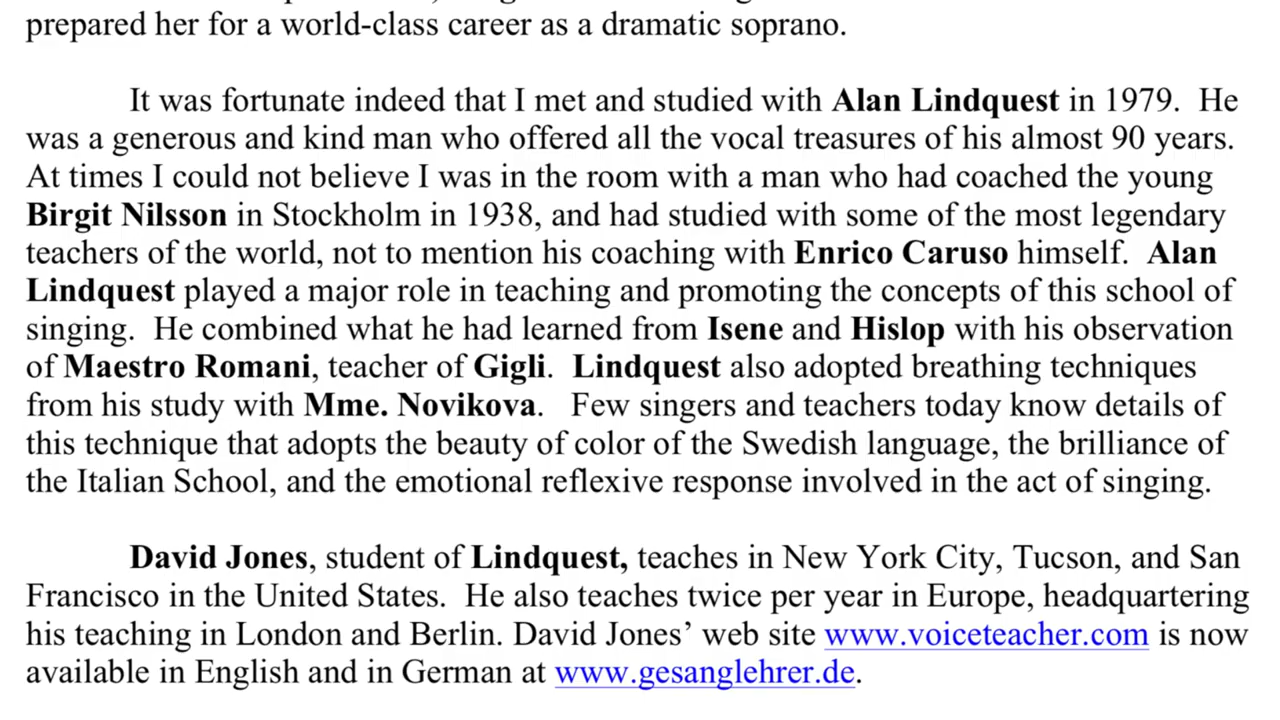 prepared her for a world-class career as a dramatic soprano.
It was fortunate indeed that I met and studied with Alan Lindquest in 1979. He
was a generous and kind man who offered all the vocal treasures of his almost 90 years.
At times I could not believe I was in the room with a man who had coached the young
Birgit Nilsson in Stockholm in 1938, and had studied with some of the most legendary
teachers of the world, not to mention his coaching with Enrico Caruso himself. Alan
Lindquest played a major role in teaching and promoting the concepts of this school of
singing. He combined what he had learned from Isene and Hislop with his observation
of Maestro Romani, teacher of Gigli. Lindquest also adopted breathing techniques
from his study with Mme. Novikova. Few singers and teachers today know details of
this technique that adopts the beauty of color of the Swedish language, the brilliance of
the Italian School, and the emotional reflexive response involved in the act of singing.
David Jones, student of Lindquest, teaches in New York City, Tucson, and San
Francisco in the United States. He also teaches twice per year in Europe, headquartering
his teaching in London and Berlin. David Jones’ web site www.voiceteacher.com is now
available in English and in German at www.gesanglehrer.de.